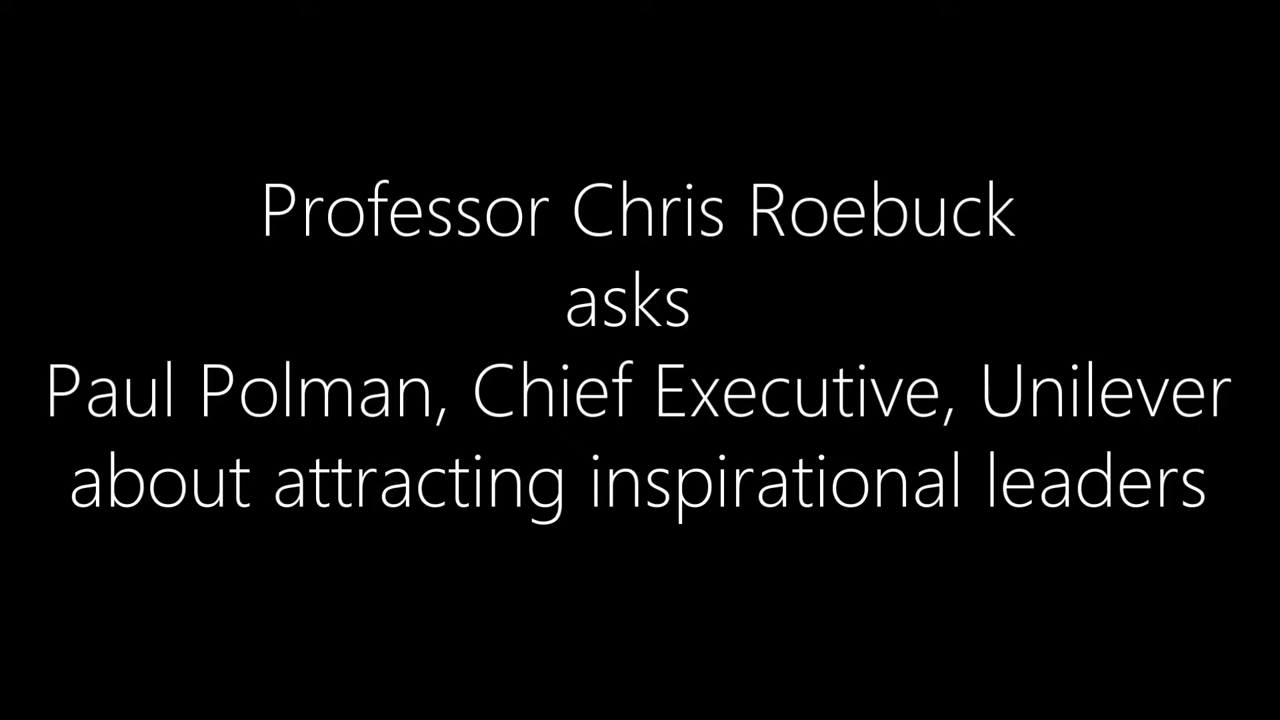 Professor Chris Roebuck
asks
Paul Polman, Chief Executive, Unilever
about attracting inspirational leaders